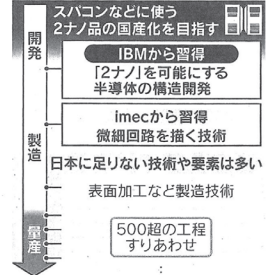 スパコンなどに使う
2ナノ品の国産化を目指す
開発
IBMから習得
「2ナノ」を可能にする
半導体の構造開発
imecから習得
微細回路を描く技術
製造
日本に足りない技術や要素は多い
表面加工など製造技術
量産
500超の工程
すりあわせ